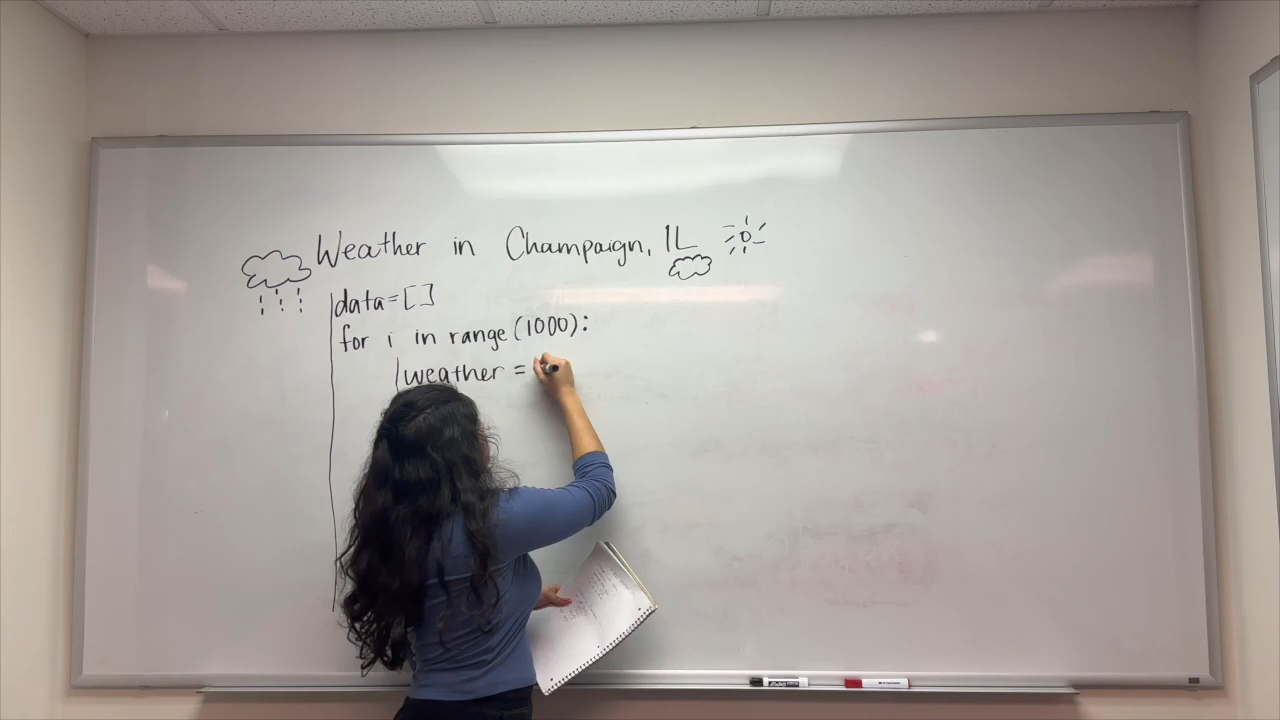 Weather in Champaign, IL
data=[]
for i in range(1000):
weather =